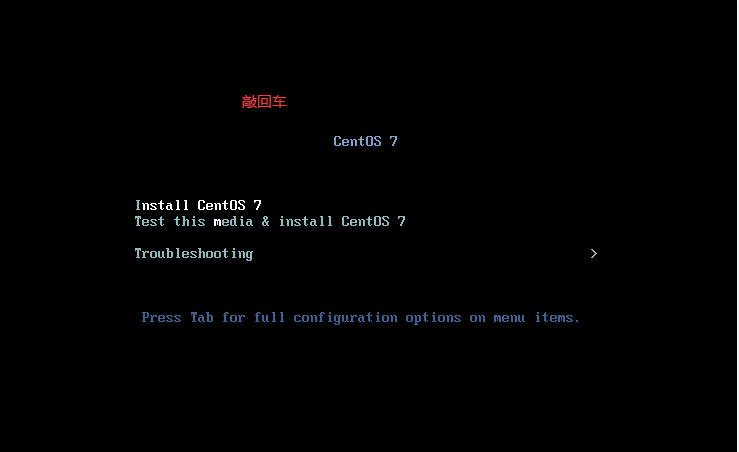 敲回车
CentOS 7
Install CentOS 7
Test this media & install CentOS 7
Troubleshooting >
Press Tab for full configuration options on menu items.